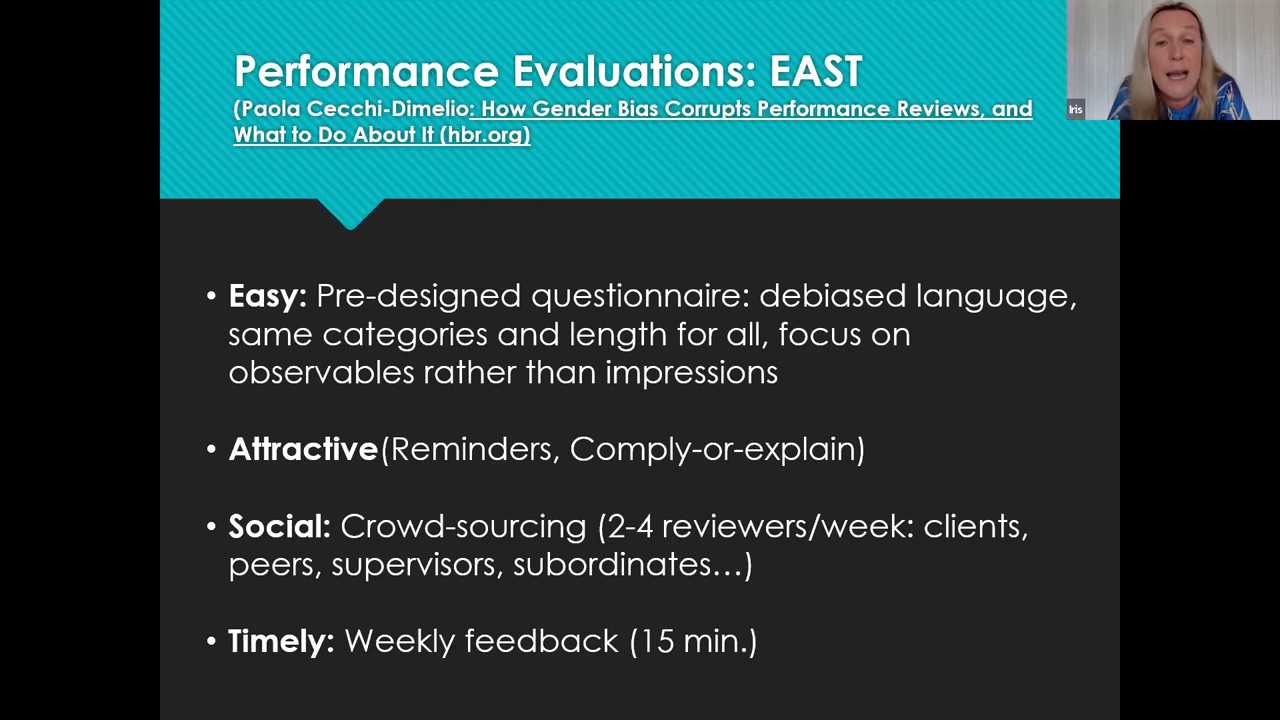 Performance Evaluations: EAST
(Paola Cecchi-Dimelio: How Gender Bias Corrupts Performance Reviews, and
What to Do About It (hbr.org)
Iris
• Easy: Pre-designed questionnaire: debiased language,
same categories and length for all, focus on
observables rather than impressions
• Attractive(Reminders, Comply-or-explain)
• Social: Crowd-sourcing (2-4 reviewers/week: clients,
peers, supervisors, subordinates…)
• Timely: Weekly feedback (15 min.)